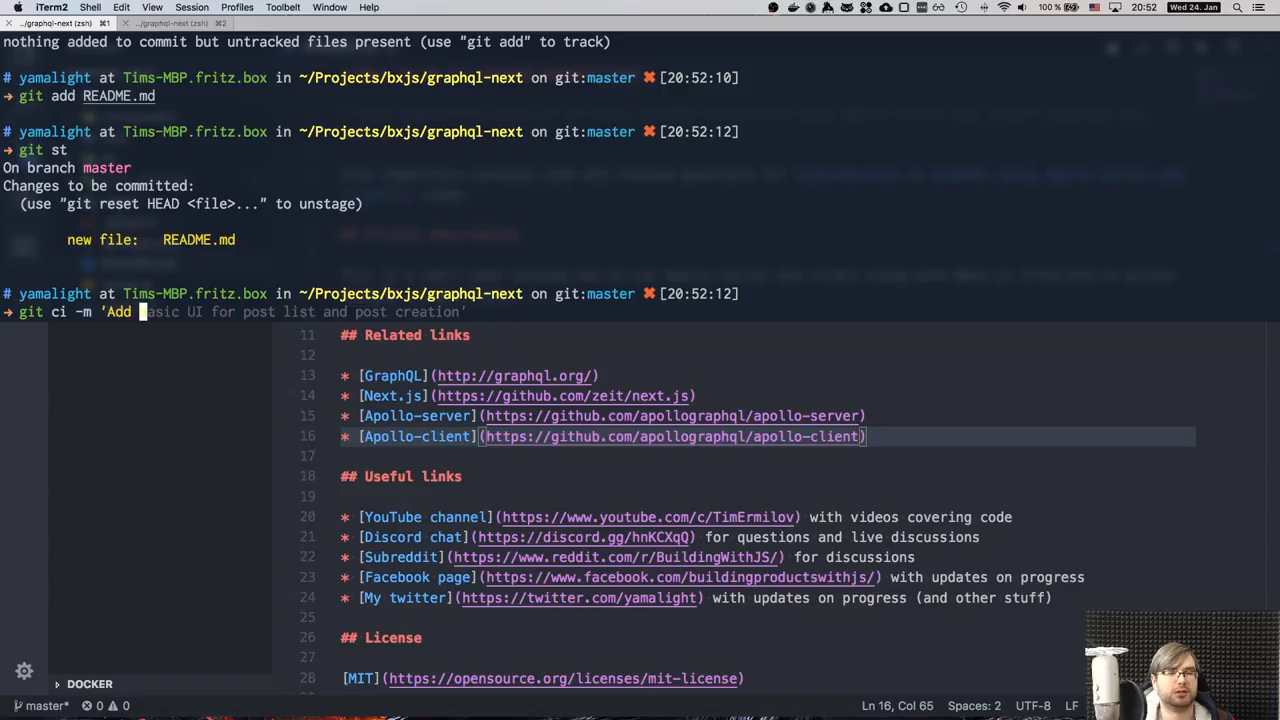 iTerm2 Shell Edit View Session Profiles Toolbelt Window Help 100 % 20:52 Wed 24. Jan
../graphql-next (zsh) ⌘1 ../graphql-next (zsh) ⌘2
nothing added to commit but untracked files present (use "git add" to track)
# yamalight at Tims-MBP.fritz.box in ~/Projects/bxjs/graphql-next on git:master ✖ [20:52:10]
→ git add README.md
# yamalight at Tims-MBP.fritz.box in ~/Projects/bxjs/graphql-next on git:master ✖ [20:52:12]
→ git st
On branch master
Changes to be committed:
(use "git reset HEAD <file>..." to unstage)
new file: README.md
# yamalight at Tims-MBP.fritz.box in ~/Projects/bxjs/graphql-next on git:master ✖ [20:52:12]
→ git ci -m 'Add basic UI for post list and post creation'
11 ## Related links
12
13 * [GraphQL](http://graphql.org/)
14 * [Next.js](https://github.com/zeit/next.js)
15 * [Apollo-server](https://github.com/apollographql/apollo-server)
16 * [Apollo-client](https://github.com/apollographql/apollo-client)
17
18 ## Useful links
19
20 * [YouTube channel](https://www.youtube.com/c/TimErmilov) with videos covering code
21 * [Discord chat](https://discord.gg/hnKCXqQ) for questions and live discussions
22 * [Subreddit](https://www.reddit.com/r/BuildingWithJS/) for discussions
23 * [Facebook page](https://www.facebook.com/buildingproductswithjs/) with updates on progress
24 * [My twitter](https://twitter.com/yamalight) with updates on progress (and other stuff)
25
26 ## License
27
28 [MIT](https://opensource.org/licenses/mit-license)
DOCKER
master* 0 0 Ln 16, Col 65 Spaces: 2 UTF-8 LF